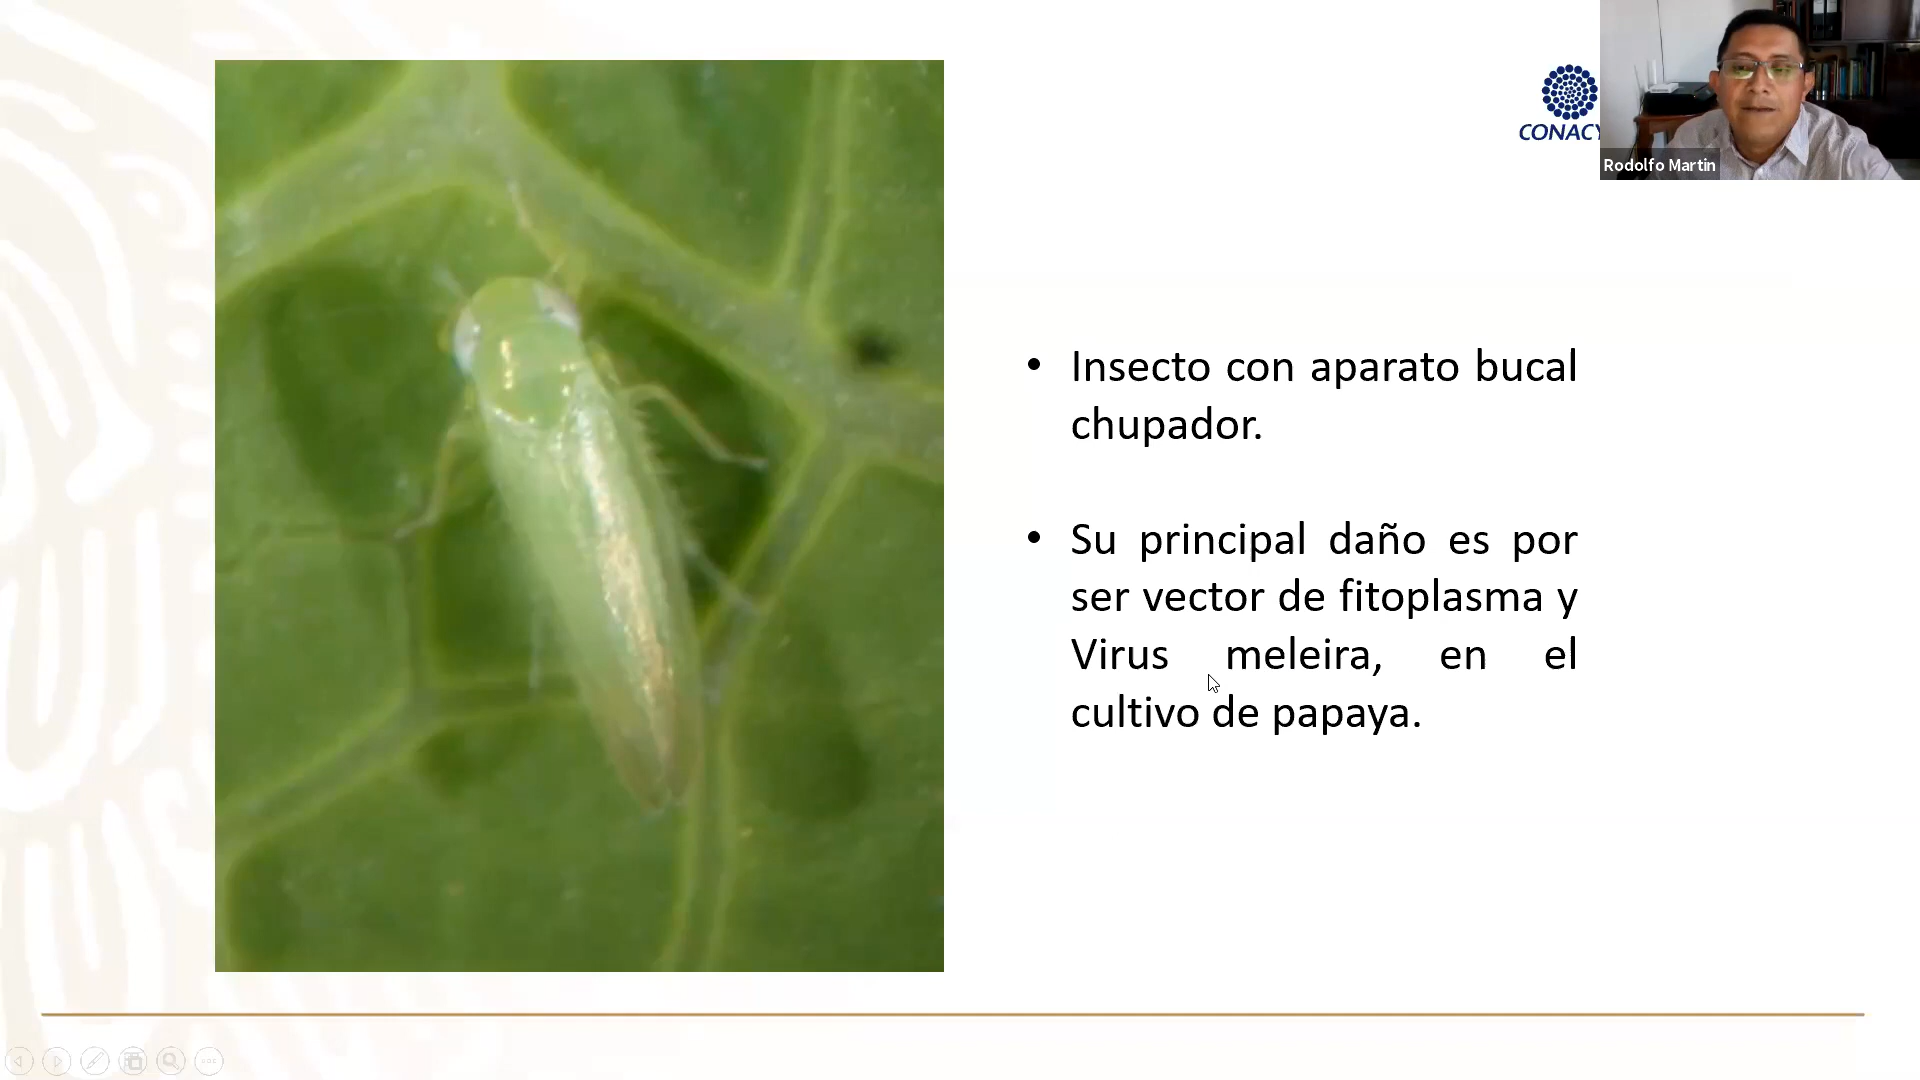 CONACY
Rodolfo Martin
• Insecto con aparato bucal
chupador.
• Su principal daño es por
ser vector de fitoplasma y
Virus meleira, en el
cultivo de papaya.